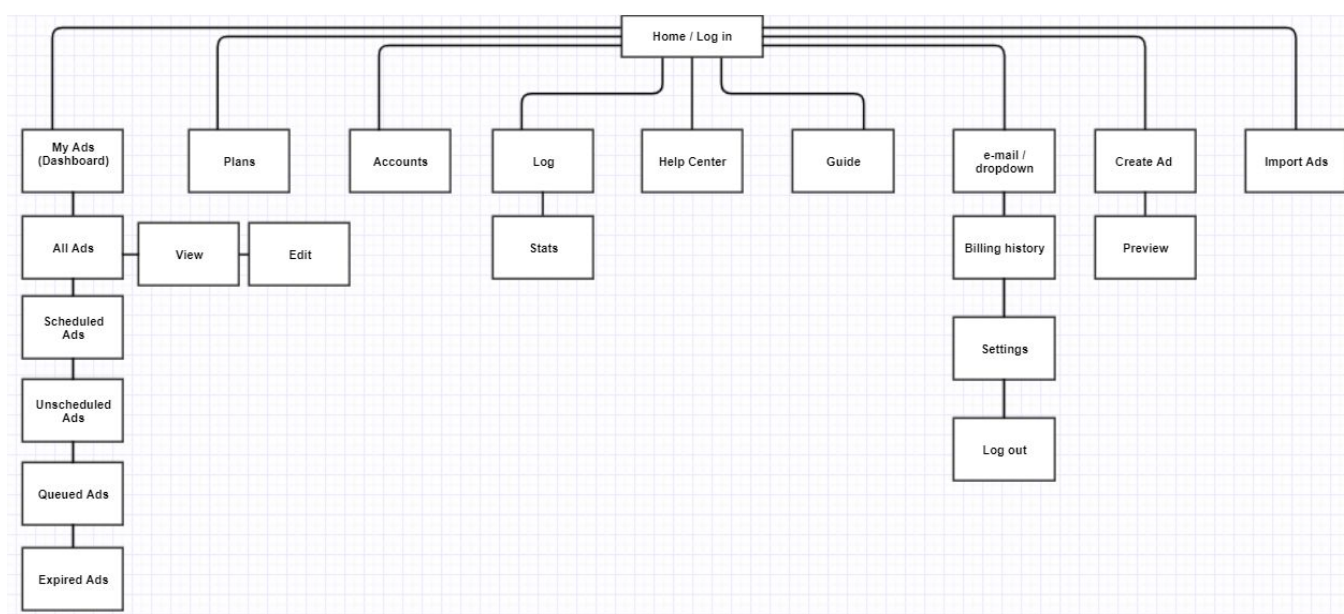 Home / Log in
My Ads
(Dashboard)
Plans
Accounts
Log
Help Center
Guide
e-mail /
dropdown
Create Ad
Import Ads
All Ads
View
Edit
Stats
Billing history
Preview
Scheduled
Ads
Settings
Unscheduled
Ads
Log out
Queued Ads
Expired Ads